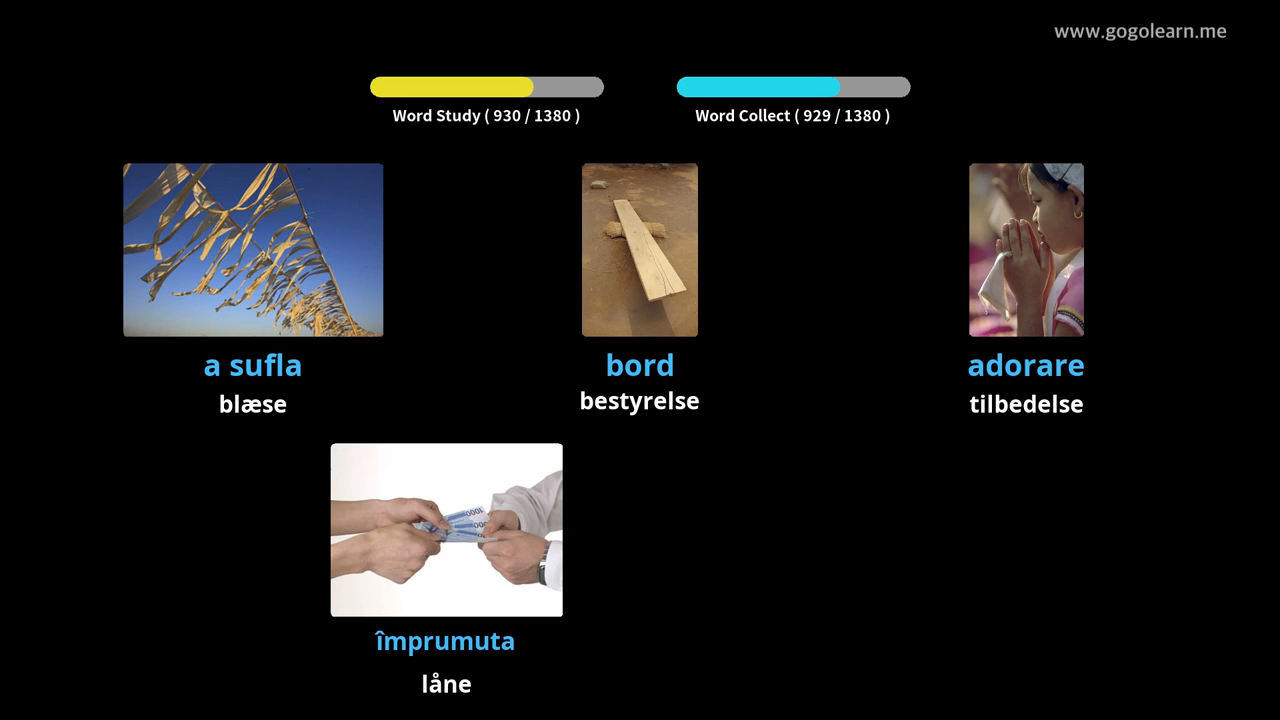 www.gogolearn.me
Word Study ( 930 / 1380 )
Word Collect ( 929 / 1380 )
a sufla
blæse
bord
bestyrelse
adorare
tilbedelse
împrumuta
låne